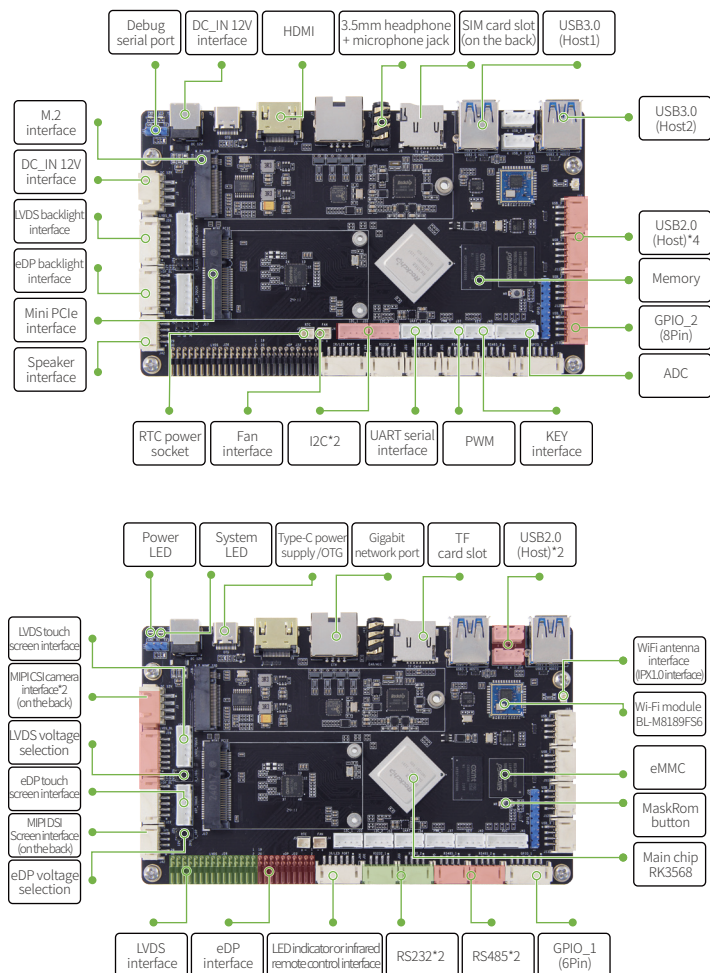 Debug
serial port
DC_IN 12V
interface
HDMI
3.5mm headphone
+ microphone jack
SIM card slot
(on the back)
USB3.0
(Host1)
M.2
interface
DC_IN 12V
interface
LVDS backlight
interface
eDP backlight
interface
Mini PCIe
interface
Speaker
interface
USB3.0
(Host2)
USB2.0
(Host)*4
Memory
GPIO_2
(8Pin)
ADC
RTC power
socket
Fan
interface
I2C*2
UART serial
interface
PWM
KEY
interface
Power
LED
System
LED
Type-C power
supply /OTG
Gigabit
network port
TF
card slot
USB2.0
(Host)*2
LVDS touch
screen interface
MIPI CSI camera
interface*2
(on the back)
LVDS voltage
selection
eDP touch
screen interface
MIPI DSI
Screen interface
(on the back)
eDP voltage
selection
WiFi antenna
interface
(IPX1.0 interface)
Wi-Fi module
BL-M8189FS6
eMMC
MaskRom
button
Main chip
RK3568
LVDS
interface
eDP
interface
LED indicator or infrared
remote control interface
RS232*2
RS485*2
GPIO_1
(6Pin)